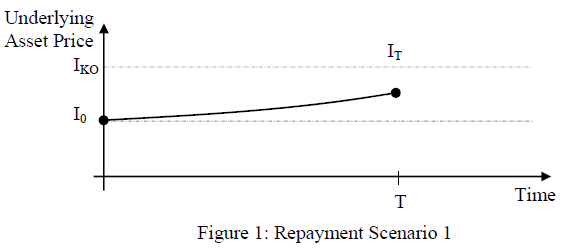 Underlying
Asset Price
I_KO
I_T
I_0
T
Time
Figure 1: Repayment Scenario 1